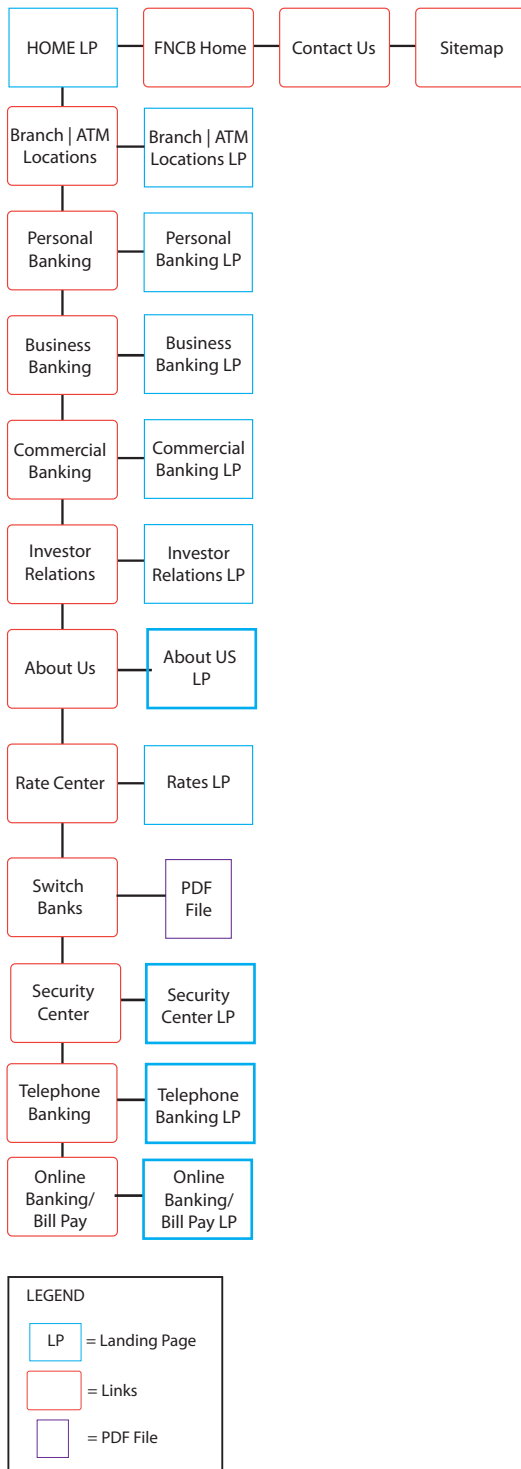 HOME LP
FNCB Home
Contact Us
Sitemap
Branch | ATM
Locations
Branch | ATM
Locations LP
Personal
Banking
Personal
Banking LP
Business
Banking
Business
Banking LP
Commercial
Banking
Commercial
Banking LP
Investor
Relations
Investor
Relations LP
About Us
About US
LP
Rate Center
Rates LP
Switch
Banks
PDF
File
Security
Center
Security
Center LP
Telephone
Banking
Telephone
Banking LP
Online
Banking/
Bill Pay
Online
Banking/
Bill Pay LP
LEGEND
LP = Landing Page
= Links
= PDF File